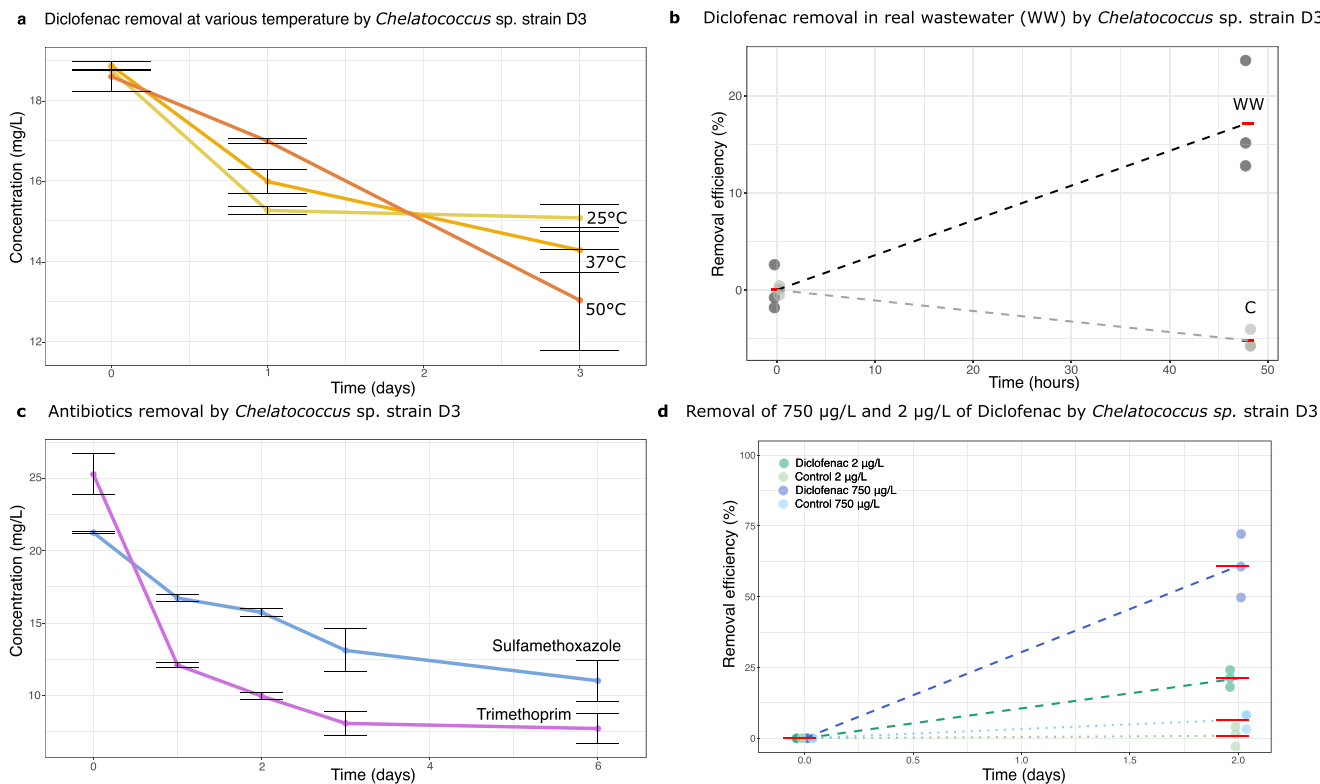 a Diclofenac removal at various temperature by Chelatococcus sp. strain D3
Concentration (mg/L)
18
16
14
12
0 1 2 3
Time (days)
25°C
37°C
50°C
b Diclofenac removal in real wastewater (WW) by Chelatococcus sp. strain D3
Removal efficiency (%)
20
10
0
0 10 20 30 40 50
Time (hours)
WW
C
c Antibiotics removal by Chelatococcus sp. strain D3
Concentration (mg/L)
25
20
15
10
0 2 4 6
Time (days)
Sulfamethoxazole
Trimethoprim
d Removal of 750 µg/L and 2 µg/L of Diclofenac by Chelatococcus sp. strain D3
Removal efficiency (%)
100
75
50
25
0
0.0 0.5 1.0 1.5 2.0
Time (days)
Diclofenac 2 µg/L
Control 2 µg/L
Diclofenac 750 µg/L
Control 750 µg/L